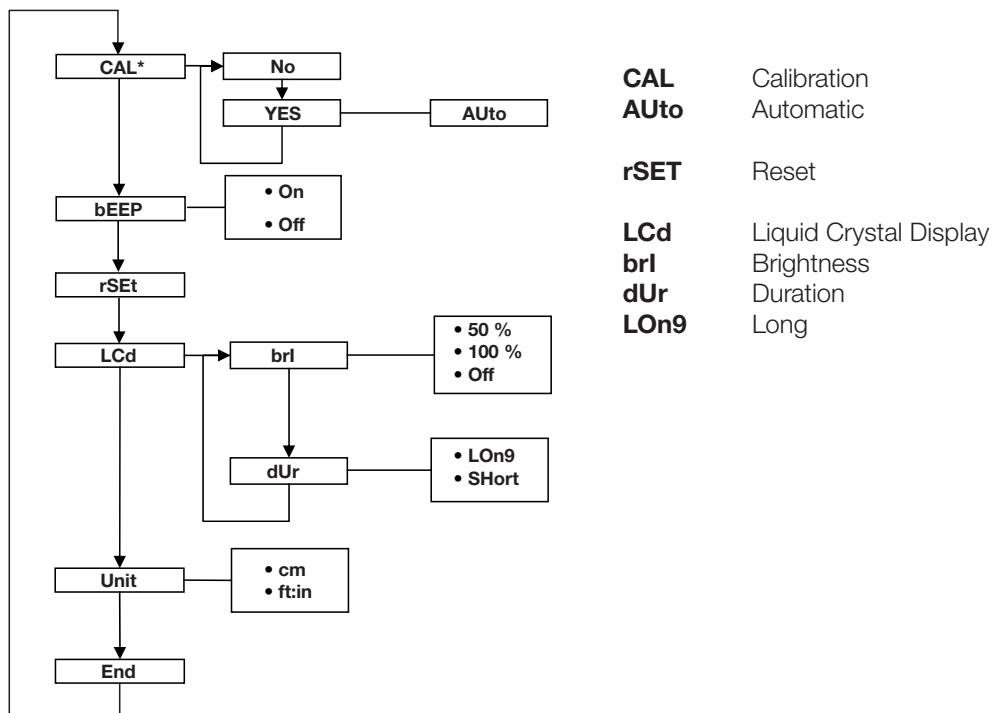 CAL*
No
YES
AUto
bEEP
• On
• Off
rSEt
LCd
brI
• 50 %
• 100 %
• Off
dUr
• LOn9
• SHort
Unit
• cm
• ft:in
End
CAL Calibration
AUto Automatic
rSET Reset
LCd Liquid Crystal Display
brI Brightness
dUr Duration
LOn9 Long